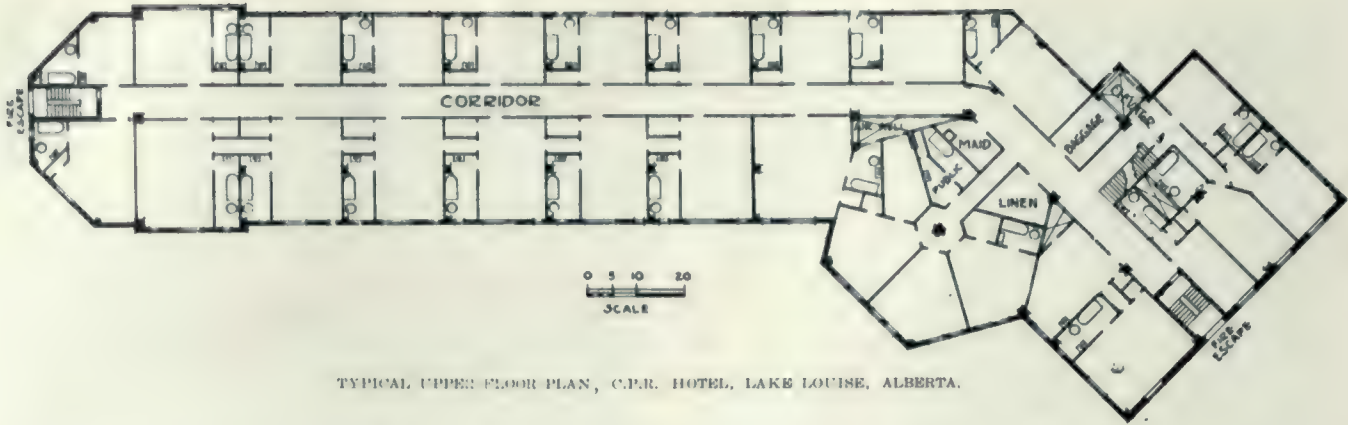 FIRE
ESCAPE
CORRIDOR
MAID
PUBLIC
LINEN
BAGGAGE
ELEVATOR
FIRE
ESCAPE
0 5 10 20
SCALE
TYPICAL UPPER FLOOR PLAN, C.P.R. HOTEL, LAKE LOUISE, ALBERTA.